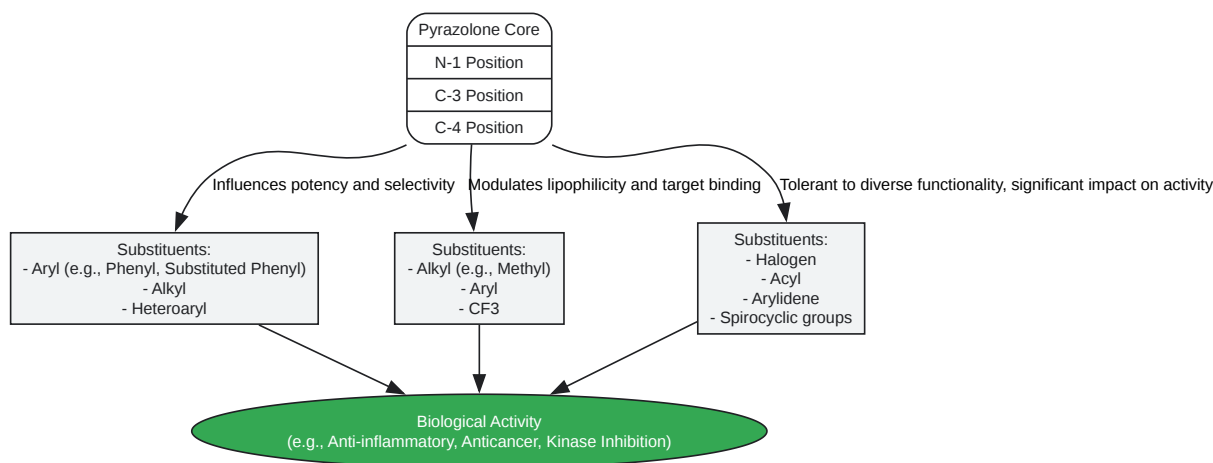 Pyrazolone Core
N-1 Position
C-3 Position
C-4 Position
Influences potency and selectivity
Modulates lipophilicity and target binding
Tolerant to diverse functionality, significant impact on activity
Substituents:
- Aryl (e.g., Phenyl, Substituted Phenyl)
- Alkyl
- Heteroaryl
Substituents:
- Alkyl (e.g., Methyl)
- Aryl
- CF3
Substituents:
- Halogen
- Acyl
- Arylidene
- Spirocyclic groups
Biological Activity
(e.g., Anti-inflammatory, Anticancer, Kinase Inhibition)